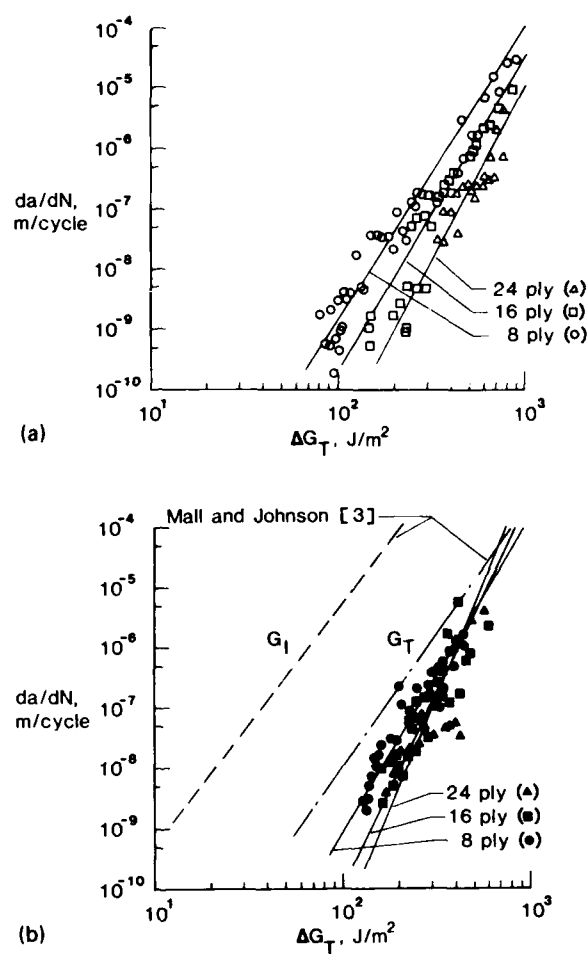 (a)
10⁻⁴
10⁻⁵
10⁻⁶
da/dN,
10⁻⁷
m/cycle
10⁻⁸
24 ply (△)
16 ply (□)
10⁻⁹
8 ply (○)
10⁻¹⁰
10¹
10²
10³
ΔG_T, J/m²
(b)
Mall and Johnson [3]
10⁻⁴
10⁻⁵
G_I
G_T
10⁻⁶
da/dN,
10⁻⁷
m/cycle
10⁻⁸
24 ply (▲)
16 ply (■)
10⁻⁹
8 ply (●)
10⁻¹⁰
10¹
10²
10³
ΔG_T, J/m²